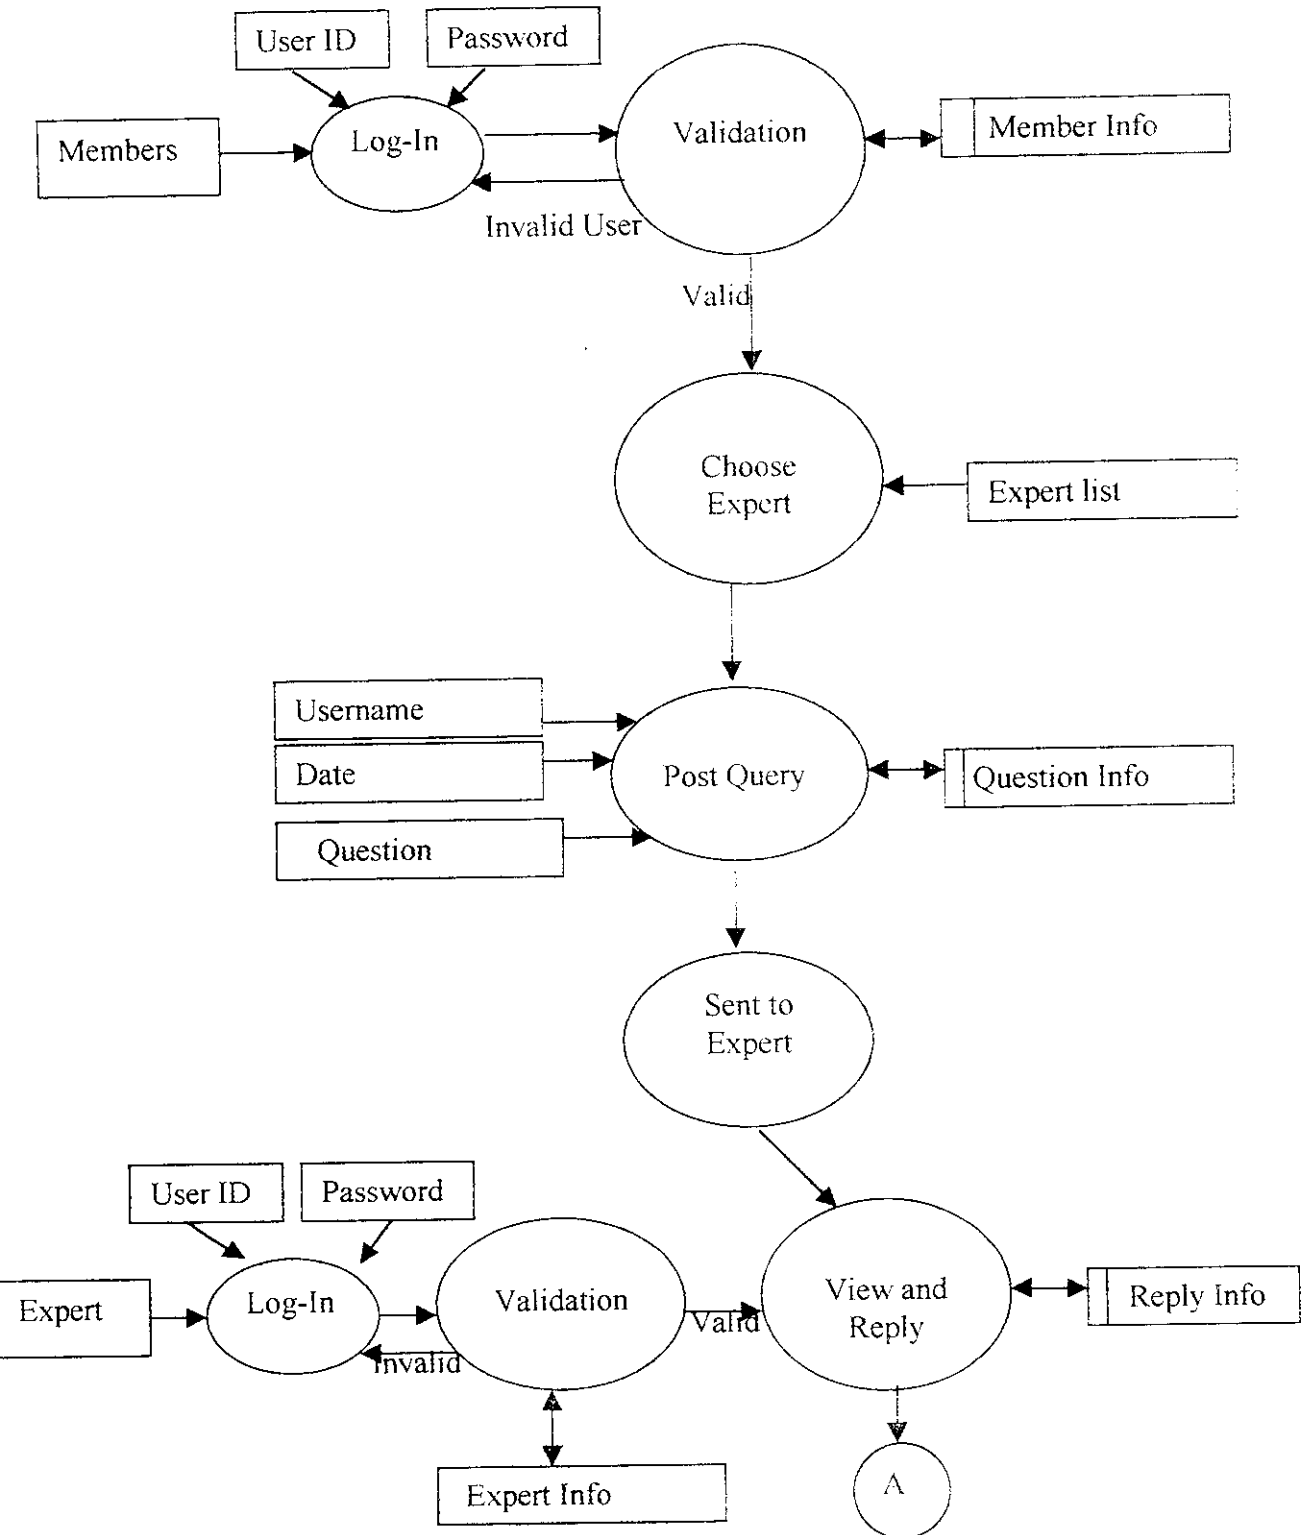 User ID
Password
Members
Log-In
Validation
Member Info
Invalid User
Valid
Choose
Expert
Expert list
Username
Date
Question
Post Query
Question Info
Sent to
Expert
User ID
Password
Expert
Log-In
Validation
Invalid
Valid
View and
Reply
Reply Info
Expert Info
A